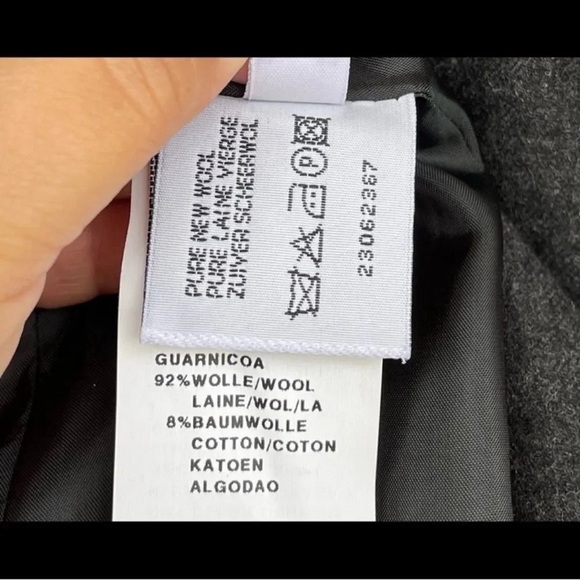 PURE NEW WOOL
PURE LAINE VIERGE
ZUIVER SCHEERWOL
P
23062367
GUARNICOA
92%WOLLE/WOOL
LAINE/WOL/LA
8%BAUMWOLLE
COTTON/COTON
KATOEN
ALGODAO